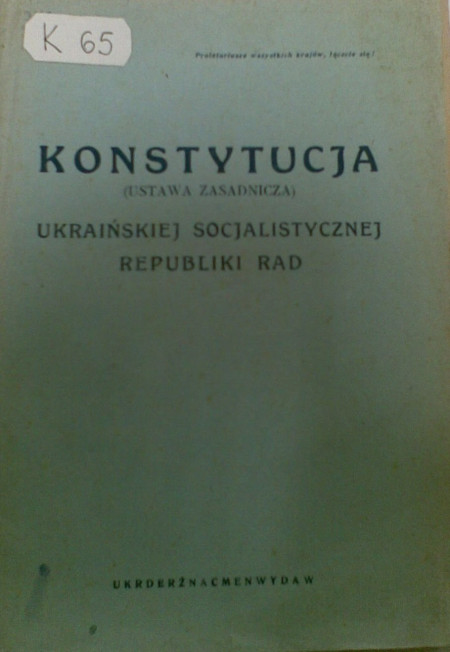 K 65
Proletariusze wszystkich krajów, łączcie się!
KONSTYTUCJA
(USTAWA ZASADNICZA)
UKRAIŃSKIEJ SOCJALISTYCZNEJ
REPUBLIKI RAD
UKRDERŻNACMENWYDAW